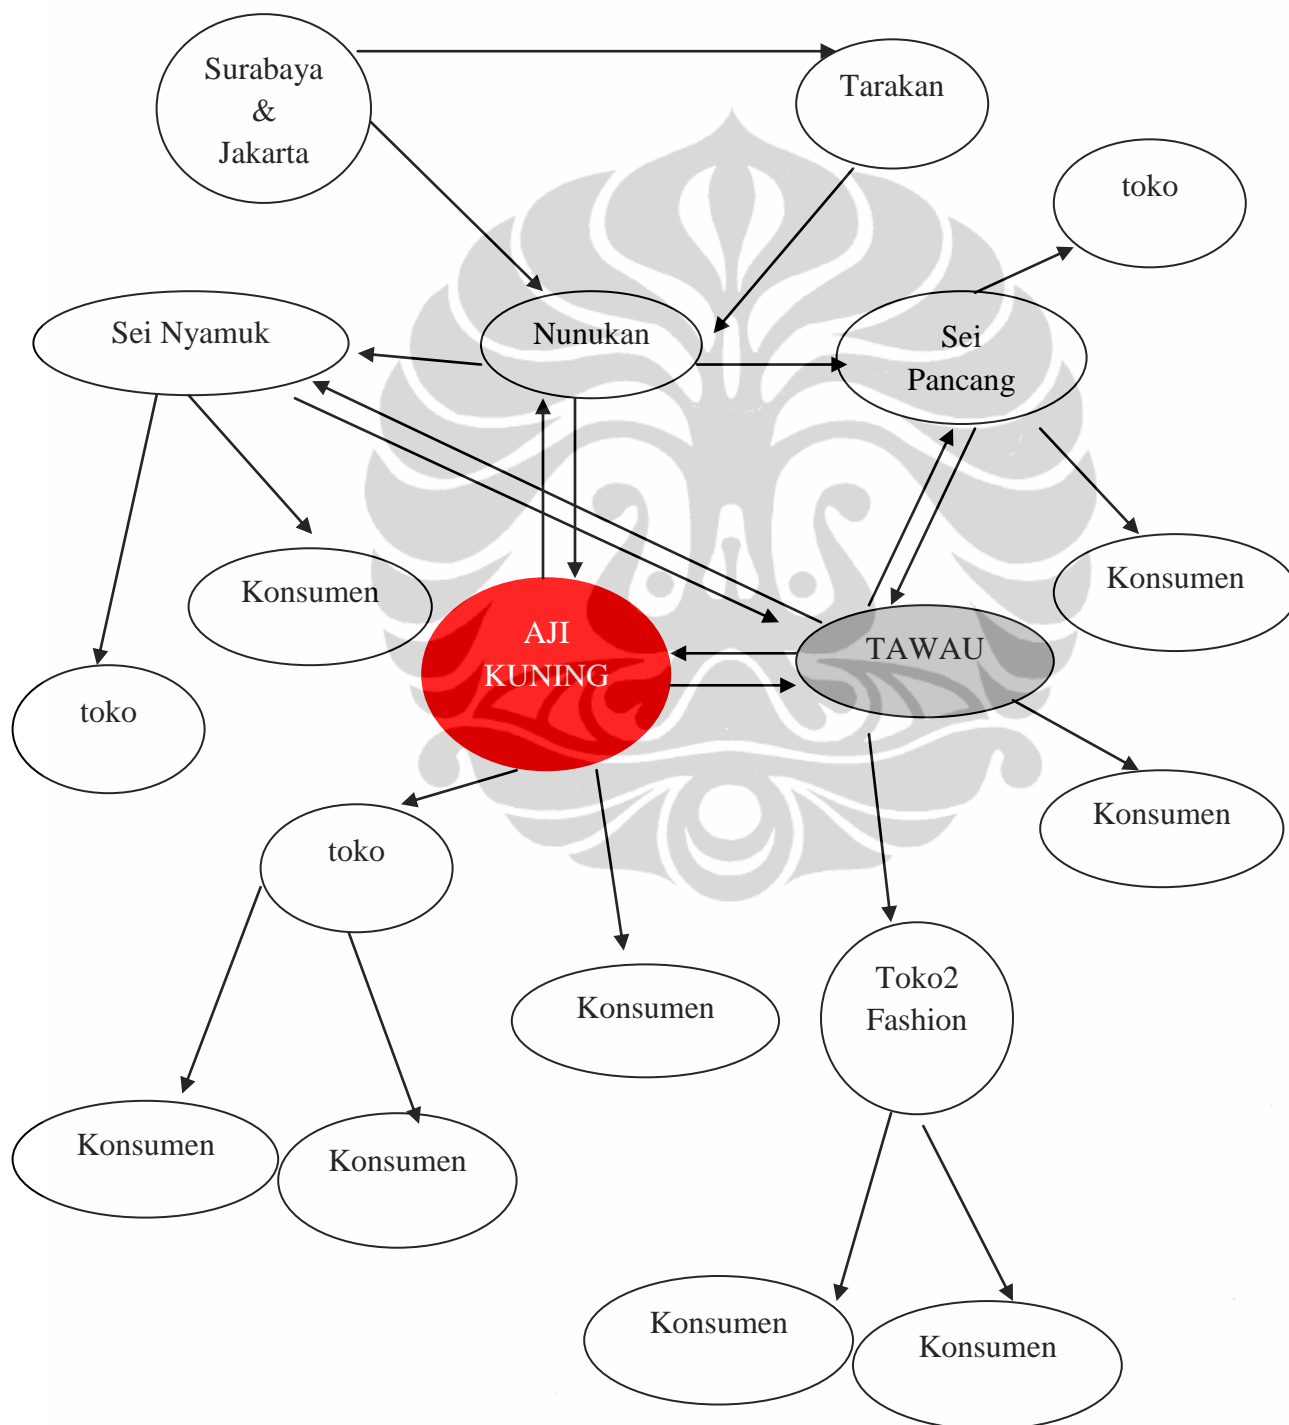 Surabaya
&
Jakarta
Tarakan
toko
Sei Nyamuk
Nunukan
Sei
Pancang
Konsumen
Konsumen
AJI
KUNING
TAWAU
toko
Konsumen
toko
Konsumen
Toko2
Fashion
Konsumen
Konsumen
Konsumen
Konsumen